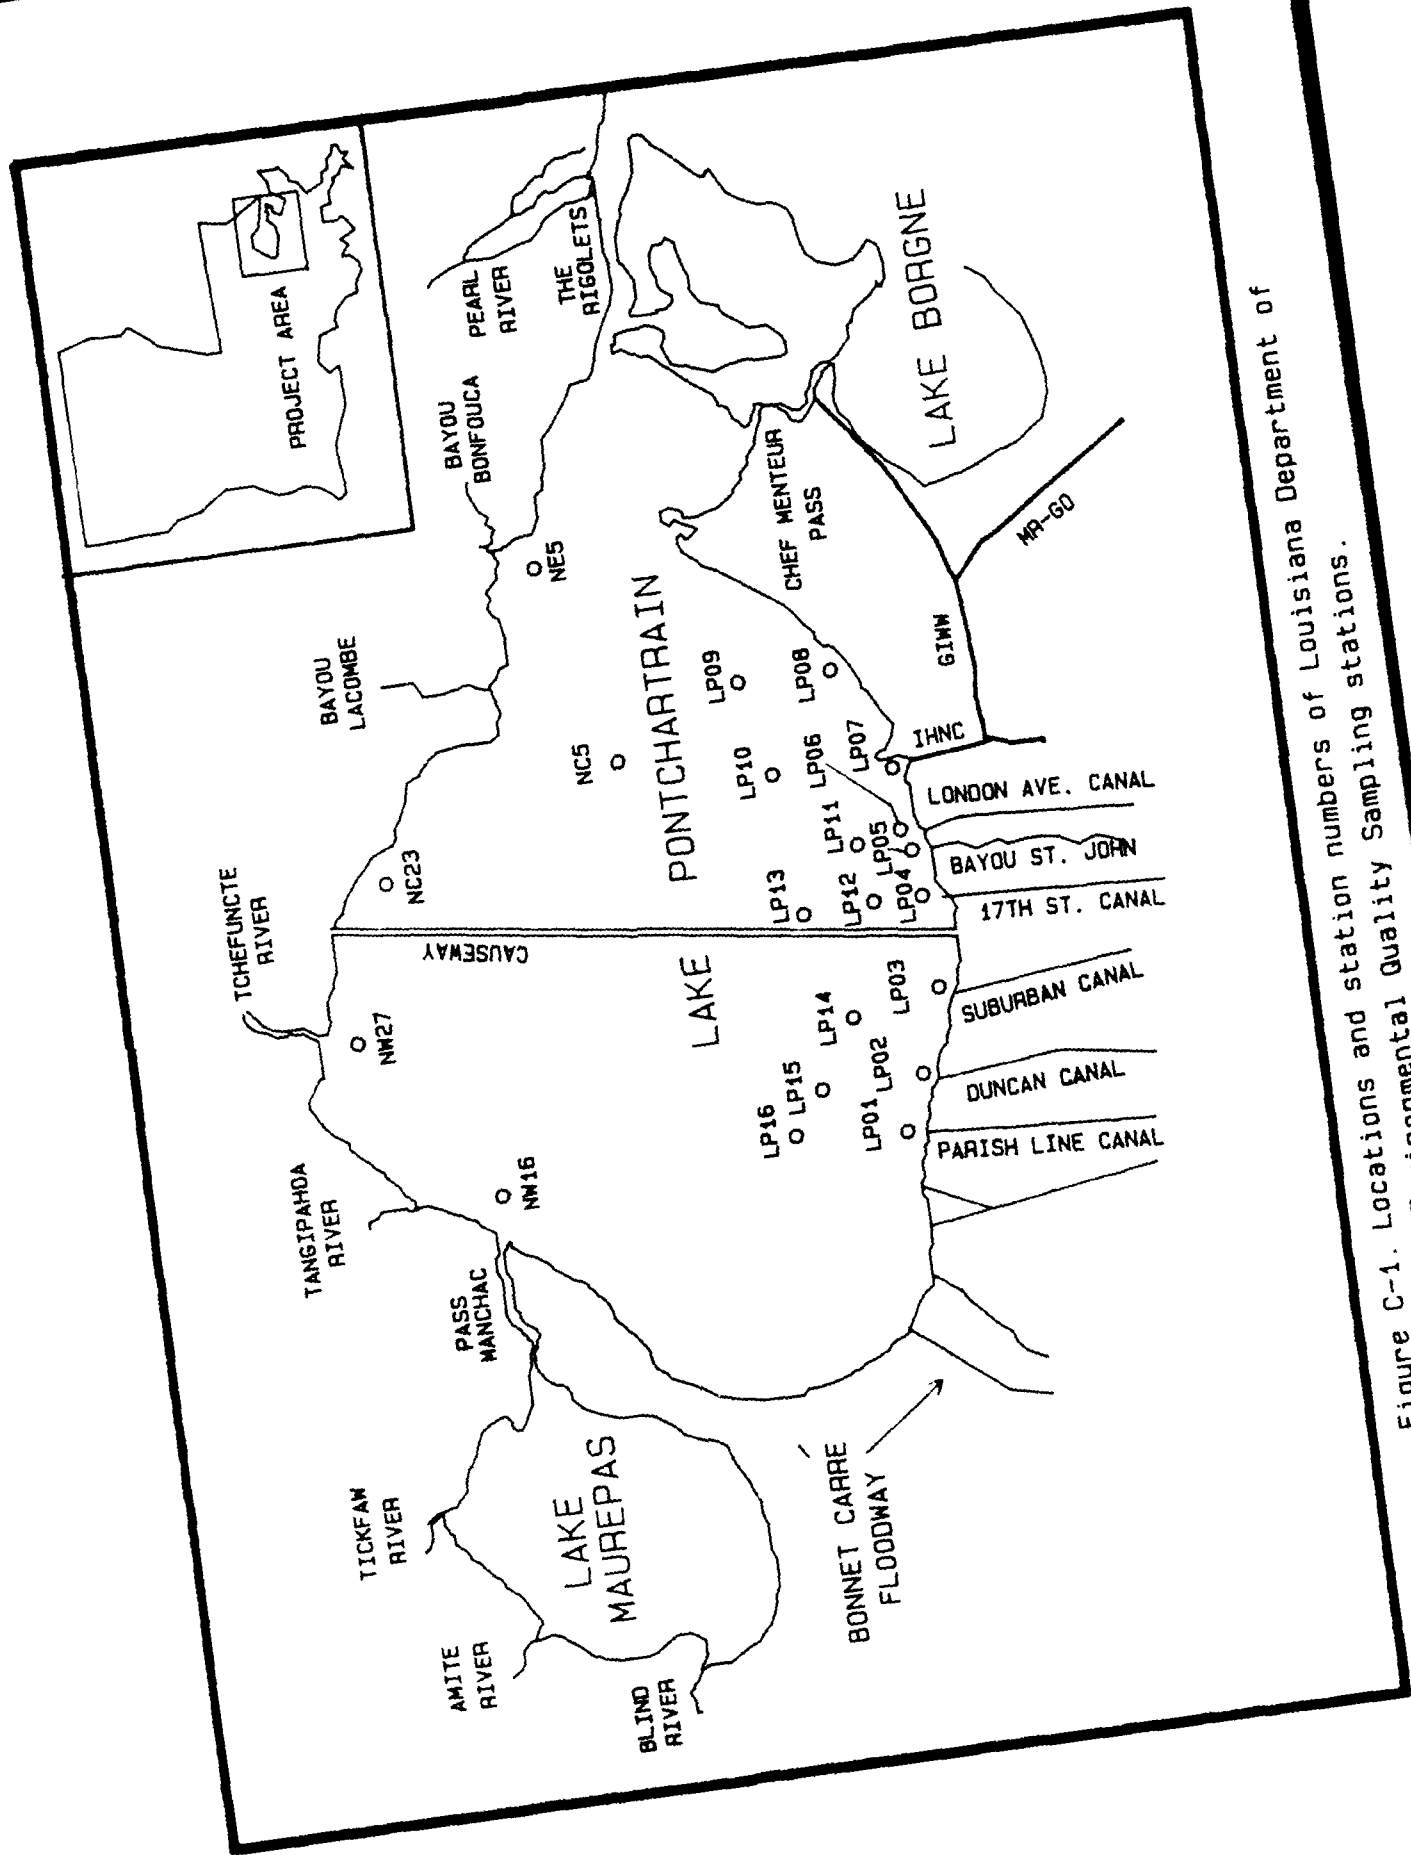 PROJECT AREA
TCHEFUNCTE
RIVER
BAYOU
LACOMBE
BAYOU
BONFOUCA
PEARL
RIVER
THE
RIGOLETS
TANGIPAHOA
RIVER
TICKFAW
RIVER
AMITE
RIVER
BLIND
RIVER
PASS
MANCHAC
LAKE
MAUREPAS
NW16
NW27
NC23
NC5
NE5
CAUSEWAY
LAKE PONTCHARTRAIN
LP16
LP15
LP14
LP13
LP12
LP11
LP10
LP09
LP08
LP01
LP02
LP03
LP04
LP05
LP06
LP07
CHEF MENTEUR
PASS
LAKE BORGNE
MR-GO
GIWW
IHNC
LONDON AVE. CANAL
BAYOU ST. JOHN
17TH ST. CANAL
SUBURBAN CANAL
DUNCAN CANAL
PARISH LINE CANAL
BONNET CARRE
FLOODWAY
Figure C-1. Locations and station numbers of Louisiana Department of
Quality Sampling stations.